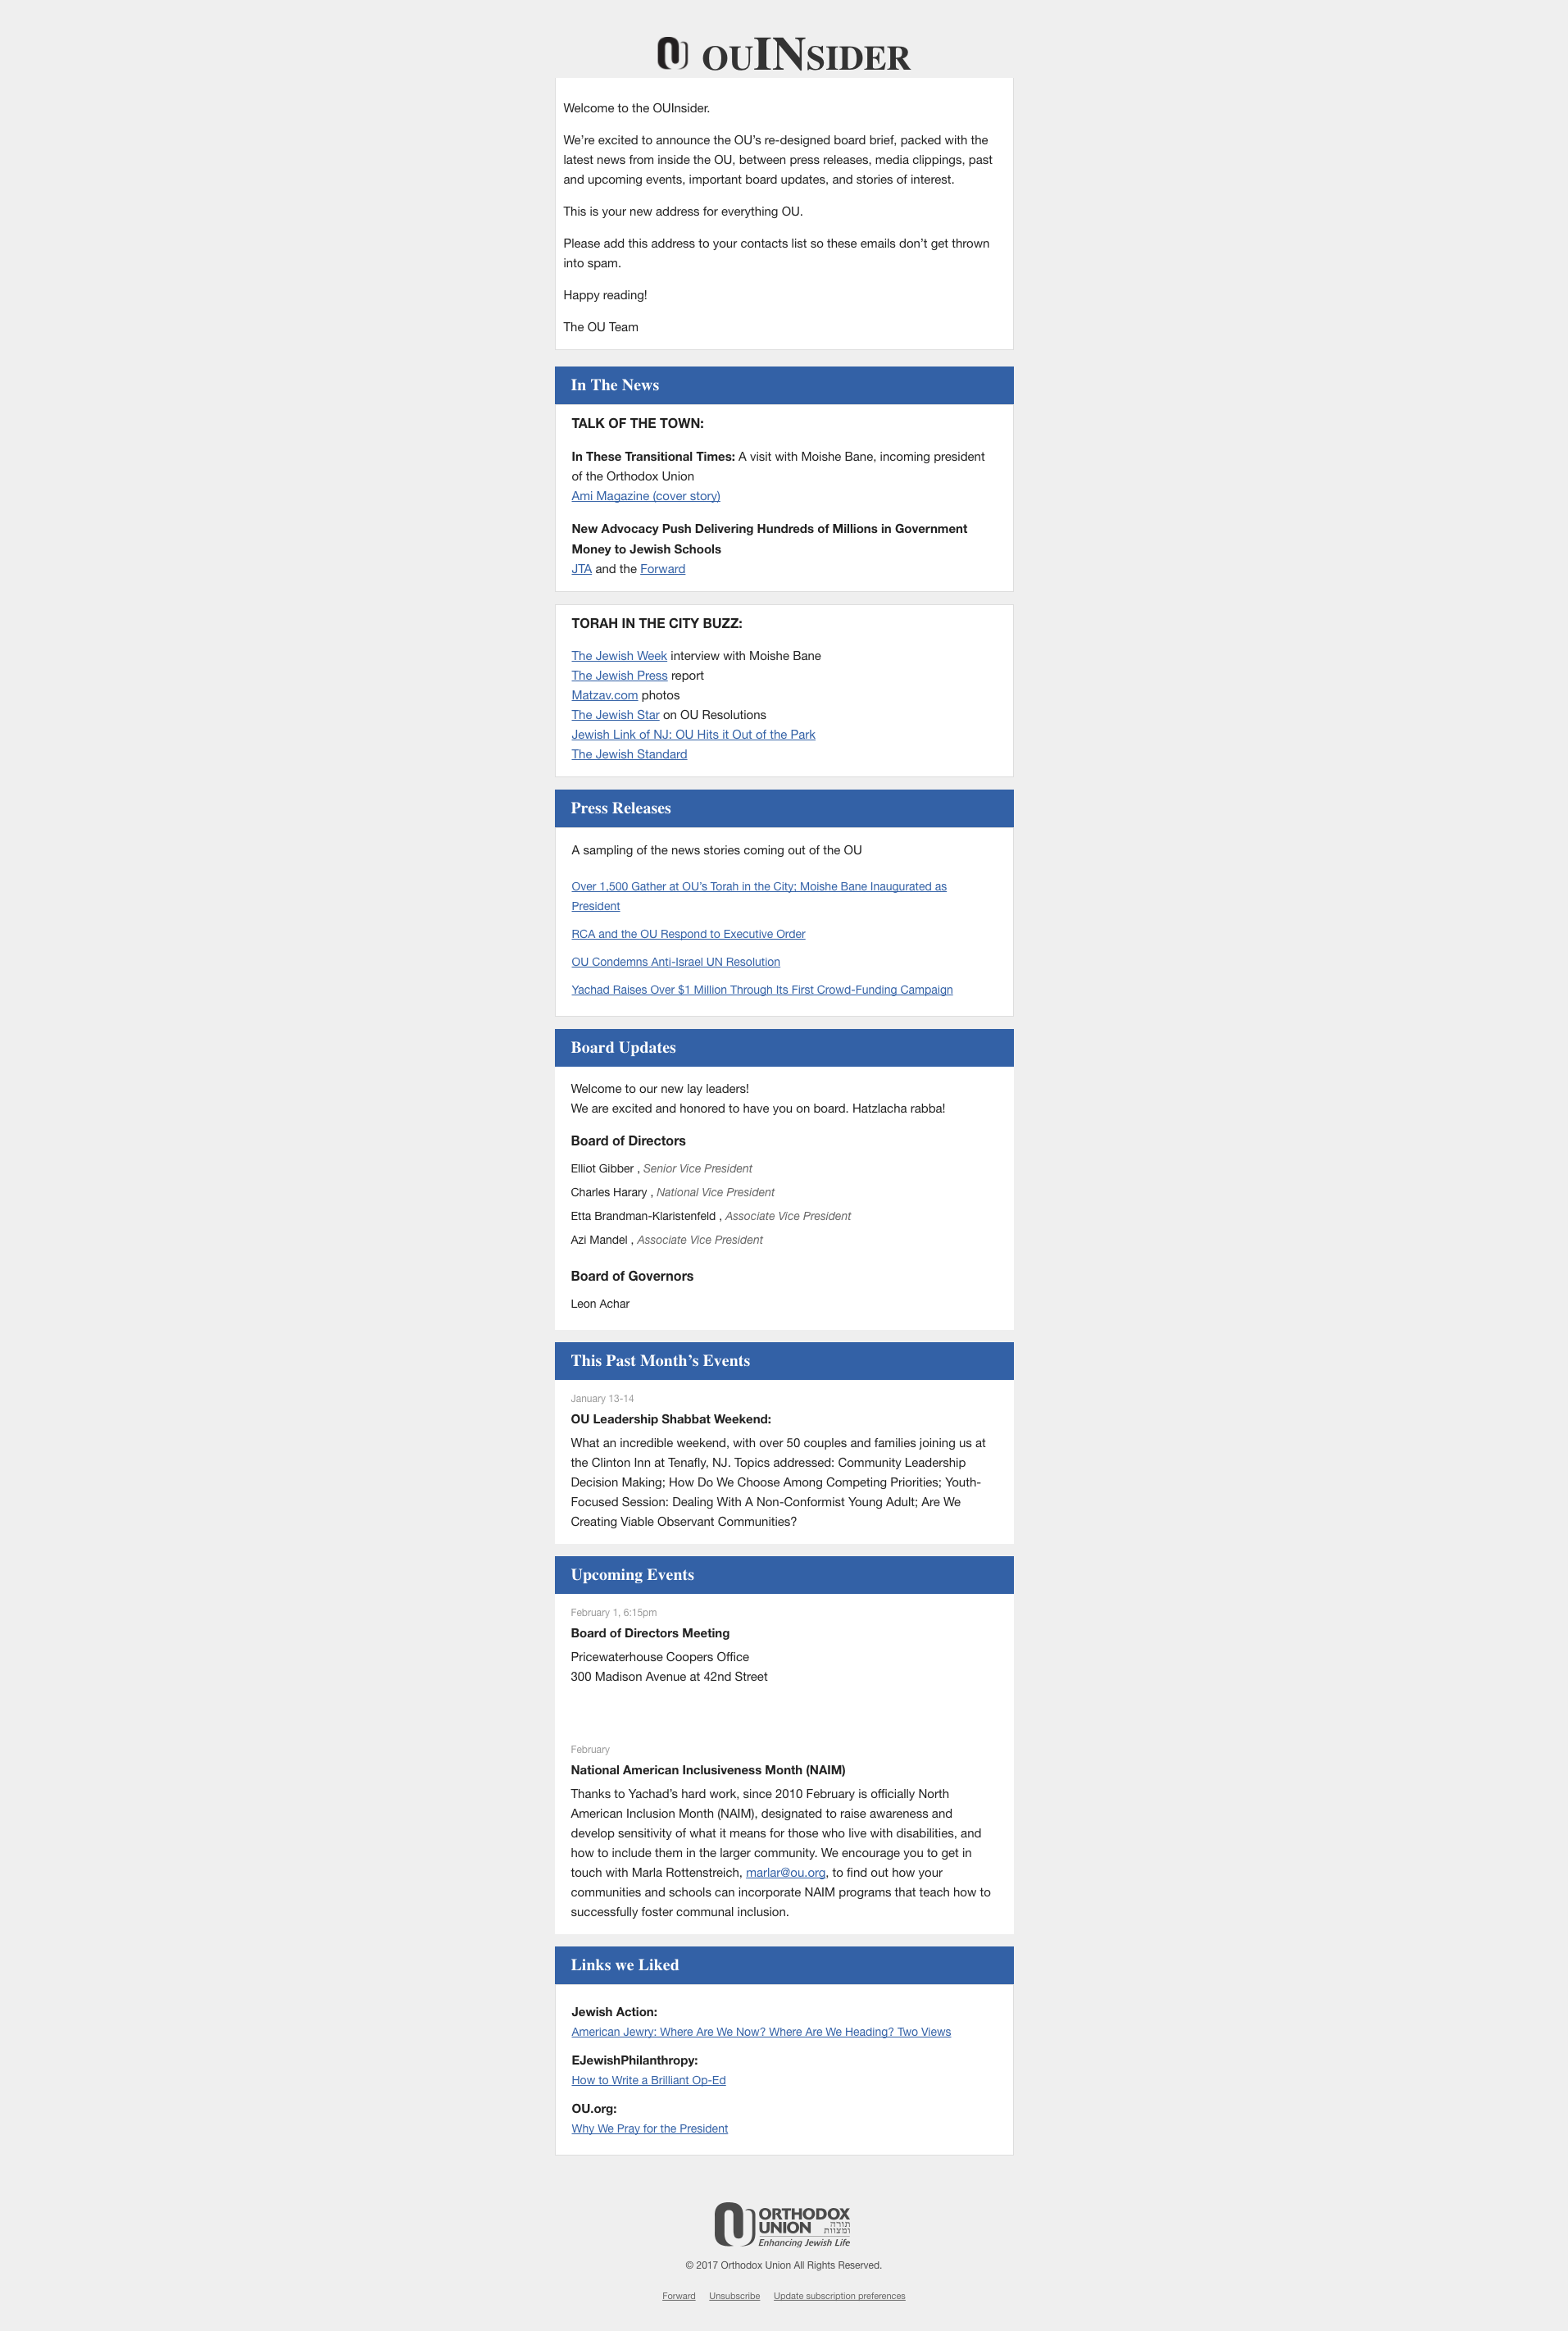 OUINSIDER
Welcome to the OUInsider.
We’re excited to announce the OU’s re-designed board brief, packed with the
latest news from inside the OU, between press releases, media clippings, past
and upcoming events, important board updates, and stories of interest.
This is your new address for everything OU.
Please add this address to your contacts list so these emails don’t get thrown
into spam.
Happy reading!
The OU Team
In The News
TALK OF THE TOWN:
In These Transitional Times: A visit with Moishe Bane, incoming president
of the Orthodox Union
Ami Magazine (cover story)
New Advocacy Push Delivering Hundreds of Millions in Government
Money to Jewish Schools
JTA and the Forward
TORAH IN THE CITY BUZZ:
The Jewish Week interview with Moishe Bane
The Jewish Press report
Matzav.com photos
The Jewish Star on OU Resolutions
Jewish Link of NJ: OU Hits it Out of the Park
The Jewish Standard
Press Releases
A sampling of the news stories coming out of the OU
Over 1,500 Gather at OU’s Torah in the City; Moishe Bane Inaugurated as
President
RCA and the OU Respond to Executive Order
OU Condemns Anti-Israel UN Resolution
Yachad Raises Over $1 Million Through Its First Crowd-Funding Campaign
Board Updates
Welcome to our new lay leaders!
We are excited and honored to have you on board. Hatzlacha rabba!
Board of Directors
Elliot Gibber , Senior Vice President
Charles Harary , National Vice President
Etta Brandman-Klaristenfeld , Associate Vice President
Azi Mandel , Associate Vice President
Board of Governors
Leon Achar
This Past Month’s Events
January 13-14
OU Leadership Shabbat Weekend:
What an incredible weekend, with over 50 couples and families joining us at
the Clinton Inn at Tenafly, NJ. Topics addressed: Community Leadership
Decision Making; How Do We Choose Among Competing Priorities; Youth-
Focused Session: Dealing With A Non-Conformist Young Adult; Are We
Creating Viable Observant Communities?
Upcoming Events
February 1, 6:15pm
Board of Directors Meeting
Pricewaterhouse Coopers Office
300 Madison Avenue at 42nd Street
February
National American Inclusiveness Month (NAIM)
Thanks to Yachad’s hard work, since 2010 February is officially North
American Inclusion Month (NAIM), designated to raise awareness and
develop sensitivity of what it means for those who live with disabilities, and
how to include them in the larger community. We encourage you to get in
touch with Marla Rottenstreich, marlar@ou.org, to find out how your
communities and schools can incorporate NAIM programs that teach how to
successfully foster communal inclusion.
Links we Liked
Jewish Action:
American Jewry: Where Are We Now? Where Are We Heading? Two Views
EJewishPhilanthropy:
How to Write a Brilliant Op-Ed
OU.org:
Why We Pray for the President
ORTHODOX
UNION תורה
ומצוות
Enhancing Jewish Life
© 2017 Orthodox Union All Rights Reserved.
Forward Unsubscribe Update subscription preferences